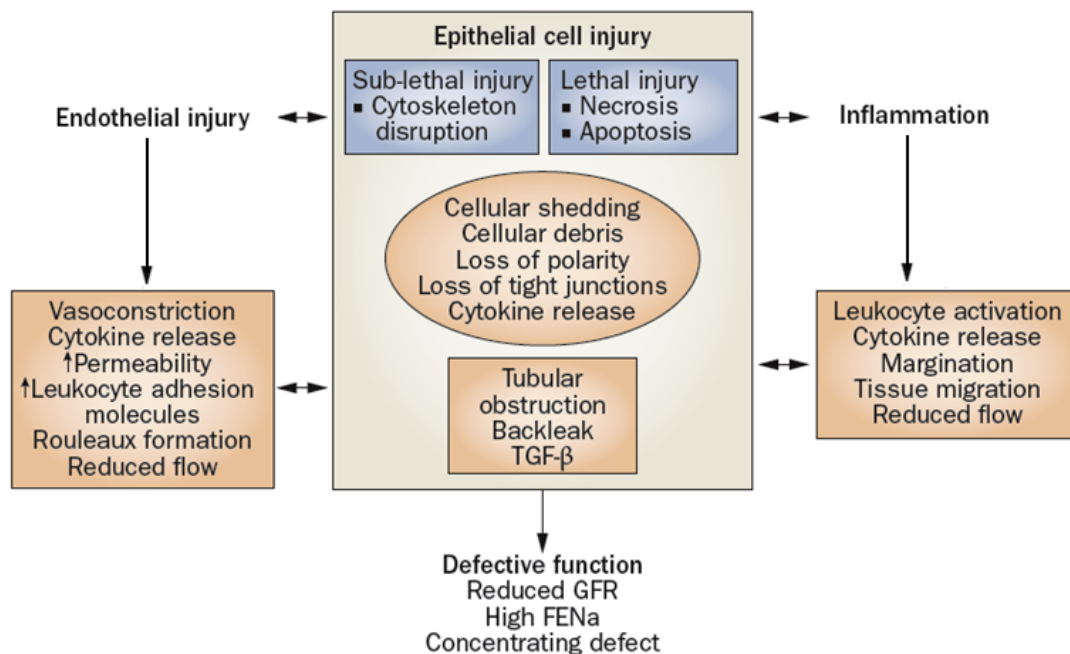 Epithelial cell injury
Sub-lethal injury
▪ Cytoskeleton
disruption
Lethal injury
▪ Necrosis
▪ Apoptosis
Endothelial injury
Inflammation
Cellular shedding
Cellular debris
Loss of polarity
Loss of tight junctions
Cytokine release
Vasoconstriction
Cytokine release
↑Permeability
↑Leukocyte adhesion
molecules
Rouleaux formation
Reduced flow
Leukocyte activation
Cytokine release
Margination
Tissue migration
Reduced flow
Tubular
obstruction
Backleak
TGF-β
Defective function
Reduced GFR
High FENa
Concentrating defect